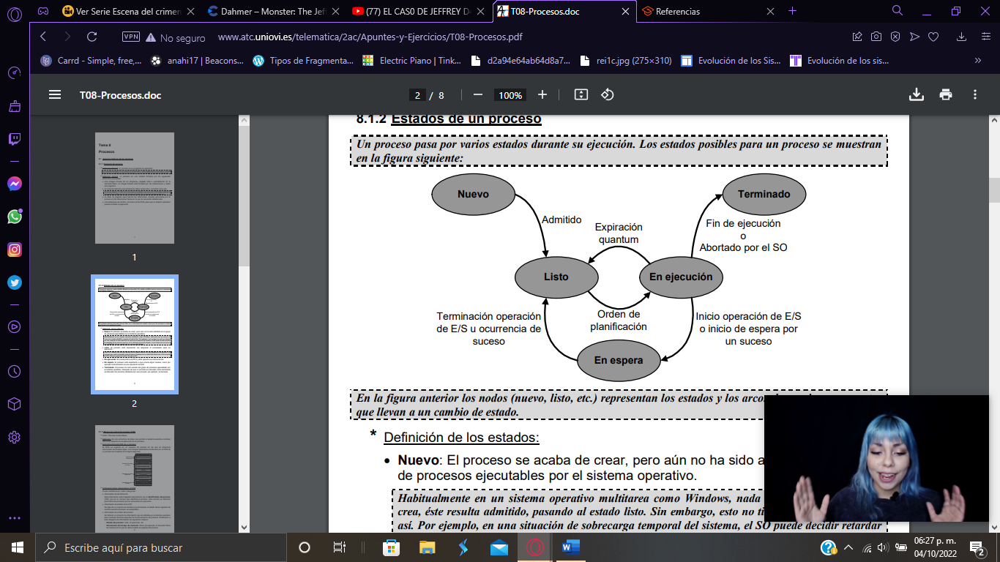 Ver Serie Escena del crimen
Dahmer – Monster: The Jef
(77) EL CAS0 DE JEFFREY D
T08-Procesos.doc
Referencias
VPN
No seguro
www.atc.uniovi.es/telematica/2ac/Apuntes-y-Ejercicios/T08-Procesos.pdf
Carrd - Simple, free,...
anahi17 | Beacons...
Tipos de Fragmenta...
Electric Piano | Tink...
d2a94e64ab64d8a7...
rei1c.jpg (275×310)
Evolución de los Sis...
Evolución de los sis...
T08-Procesos.doc
2 / 8
100%
Tema 8
Procesos
1
2
8.1.2 Estados de un proceso
Un proceso pasa por varios estados durante su ejecución. Los estados posibles para un proceso se muestran
en la figura siguiente:
Nuevo
Terminado
Admitido
Expiración
quantum
Fin de ejecución
o
Abortado por el SO
Listo
En ejecución
Terminación operación
de E/S u ocurrencia de
suceso
Orden de
planificación
Inicio operación de E/S
o inicio de espera por
un suceso
En espera
En la figura anterior los nodos (nuevo, listo, etc.) representan los estados y los
que llevan a un cambio de estado.
* Definición de los estados:
• Nuevo: El proceso se acaba de crear, pero aún no ha sido
de procesos ejecutables por el sistema operativo.
Habitualmente en un sistema operativo multitarea como Windows, nada
crea, este resulta admitido, pasando al estado listo. Sin embargo, esto no
así. Por ejemplo, en una situación de sobrecarga temporal del sistema, el SO puede decidir retardar
Escribe aquí para buscar
06:27 p. m.
04/10/2022
2